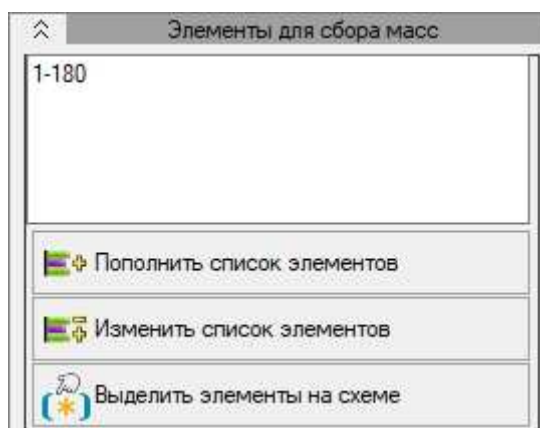 Элементы для сбора масс
1-180
Пополнить список элементов
Изменить список элементов
Выделить элементы на схеме